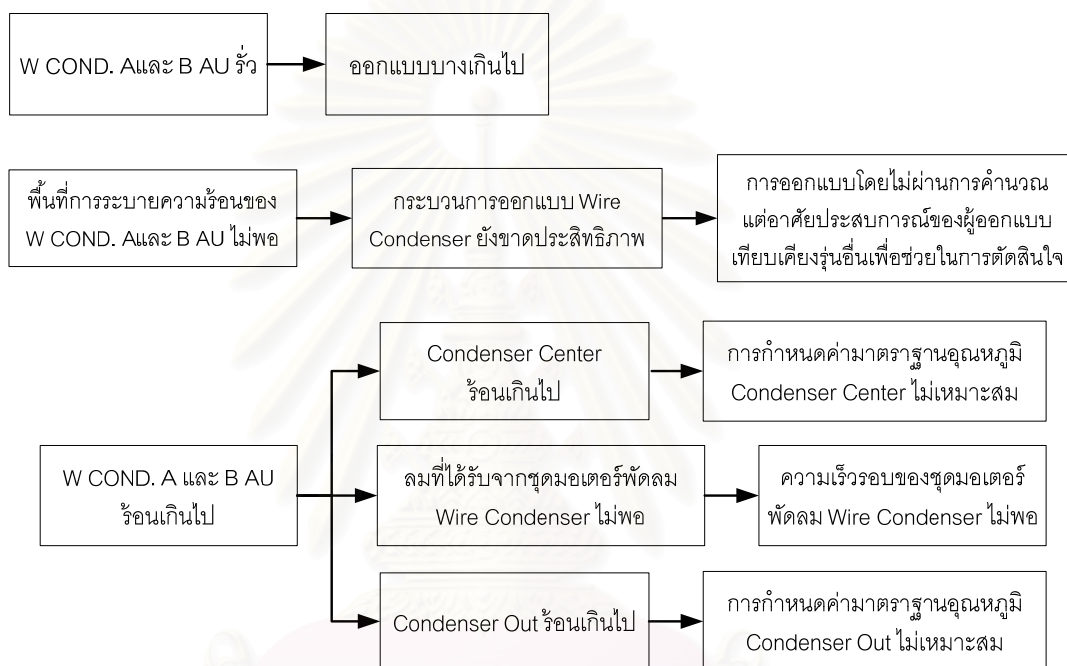 W COND. Aและ B AU รั่ว
ออกแบบบางเกินไป
พื้นที่การระบายความร้อนของ
W COND. Aและ B AU ไม่พอ
กระบวนการออกแบบ Wire
Condenser ยังขาดประสิทธิภาพ
การออกแบบโดยไม่ผ่านการคำนวณ
แต่อาศัยประสบการณ์ของผู้ออกแบบ
เทียบเคียงรุ่นอื่นเพื่อช่วยในการตัดสินใจ
Condenser Center
ร้อนเกินไป
การกำหนดค่ามาตราฐานอุณหภูมิ
Condenser Center ไม่เหมาะสม
W COND. A และ B AU
ร้อนเกินไป
ลมที่ได้รับจากชุดมอเตอร์พัดลม
Wire Condenser ไม่พอ
ความเร็วรอบของชุดมอเตอร์
พัดลม Wire Condenser ไม่พอ
Condenser Out ร้อนเกินไป
การกำหนดค่ามาตราฐานอุณหภูมิ
Condenser Out ไม่เหมาะสม